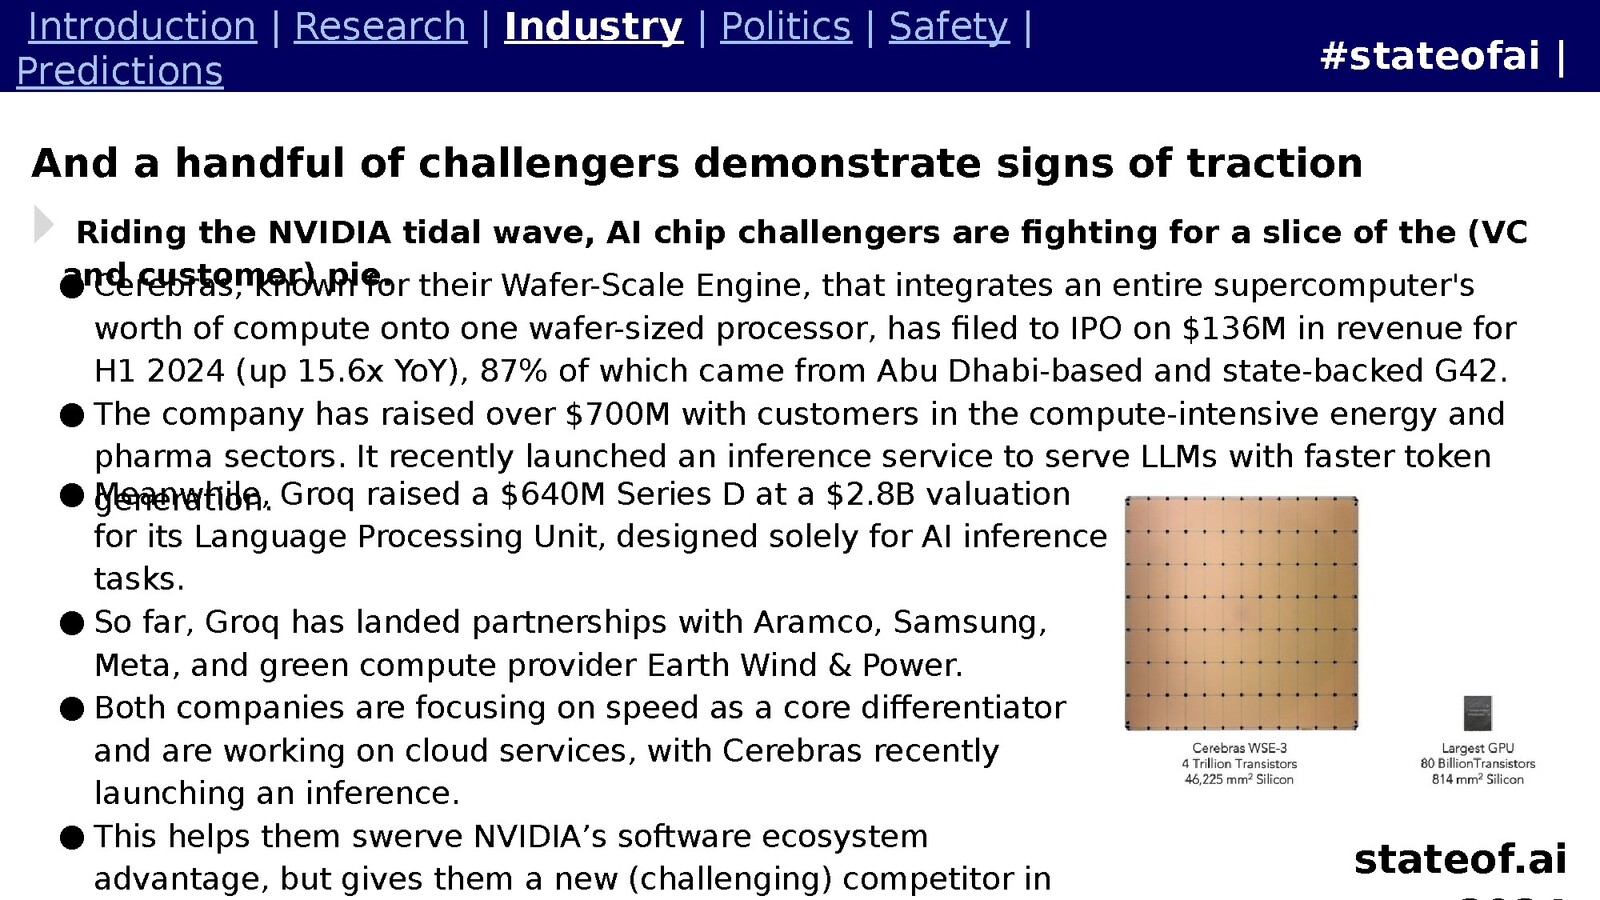 Introduction | Research | Industry | Politics | Safety |
Predictions
#stateofai |
And a handful of challengers demonstrate signs of traction
Riding the NVIDIA tidal wave, AI chip challengers are fighting for a slice of the (VC
and customer) pie.
● Cerebras, known for their Wafer-Scale Engine, that integrates an entire supercomputer's
worth of compute onto one wafer-sized processor, has filed to IPO on $136M in revenue for
H1 2024 (up 15.6x YoY), 87% of which came from Abu Dhabi-based and state-backed G42.
● The company has raised over $700M with customers in the compute-intensive energy and
pharma sectors. It recently launched an inference service to serve LLMs with faster token
generation.
● Meanwhile, Groq raised a $640M Series D at a $2.8B valuation
for its Language Processing Unit, designed solely for AI inference
tasks.
● So far, Groq has landed partnerships with Aramco, Samsung,
Meta, and green compute provider Earth Wind & Power.
● Both companies are focusing on speed as a core differentiator
and are working on cloud services, with Cerebras recently
launching an inference.
● This helps them swerve NVIDIA’s software ecosystem
advantage, but gives them a new (challenging) competitor in
Cerebras WSE-3
4 Trillion Transistors
46,225 mm² Silicon
Largest GPU
80 BillionTransistors
814 mm² Silicon
stateof.ai